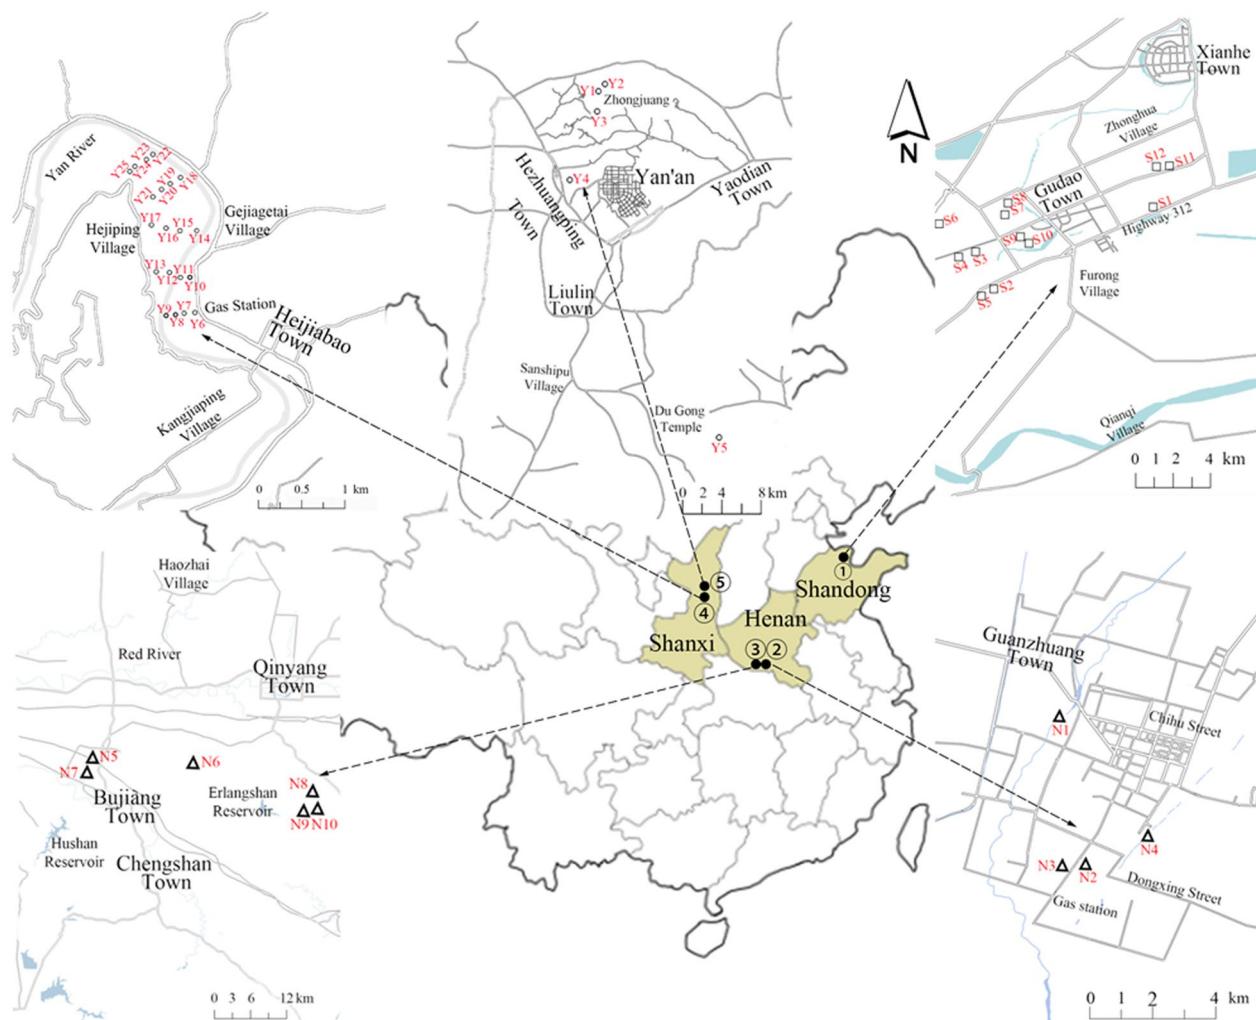 Yan River
Y25
Y23
Y24
Y22
Y21
Y19
Y20
Y18
Y17
Y16
Y15
Y14
Gejiagetai
Village
Hejiping
Village
Y13
Y12
Y11
Y10
Y9
Y8
Y7
Y6
Gas Station
Heijiabao
Town
Kangjiaping
Village
0 0.5 1 km
Y1
Y2
Zhongjuang
Y3
Y4
Hezhuangping
Town
Yan'an
Yaodian
Town
Liulin
Town
Sanshipu
Village
Du Gong
Temple
Y5
0 2 4 8 km
N
Xianhe
Town
Zhonghua
Village
S12
S11
Gudao
Town
S1
Highway 312
S6
S9
S10
S4
S3
S5
S2
Furong
Village
Qianqi
Village
0 1 2 4 km
①
Shandong
⑤
④
Henan
Shanxi
③
②
Haozhai
Village
Red River
Qinyang
Town
N5
N7
N6
Bujiang
Town
Erlangshan
Reservoir
N8
N9
N10
Hushan
Reservoir
Chengshan
Town
0 3 6 12 km
Guanzhuang
Town
N1
Chihu Street
N4
N3
N2
Dongxing Street
Gas station
0 1 2 4 km